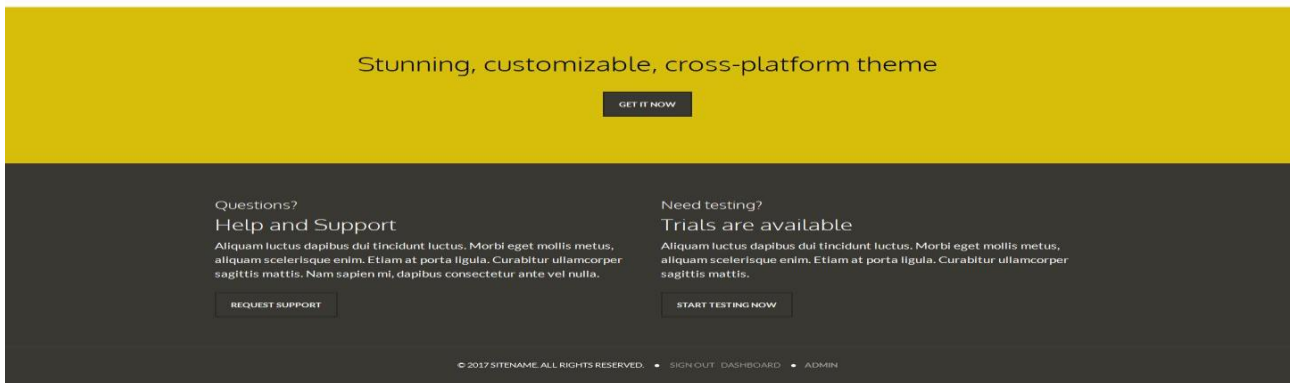 Stunning, customizable, cross-platform theme
GET IT NOW
Questions?
Help and Support
Aliquam luctus dapibus dui tincidunt luctus. Morbi eget mollis metus,
aliquam scelerisque enim. Etiam at porta ligula. Curabitur ullamcorper
sagittis mattis. Nam sapien mi, dapibus consectetur ante vel nulla.
REQUEST SUPPORT
Need testing?
Trials are available
Aliquam luctus dapibus dui tincidunt luctus. Morbi eget mollis metus,
aliquam scelerisque enim. Etiam at porta ligula. Curabitur ullamcorper
sagittis mattis.
START TESTING NOW
© 2017 SITENAME. ALL RIGHTS RESERVED. ● SIGN OUT DASHBOARD ● ADMIN